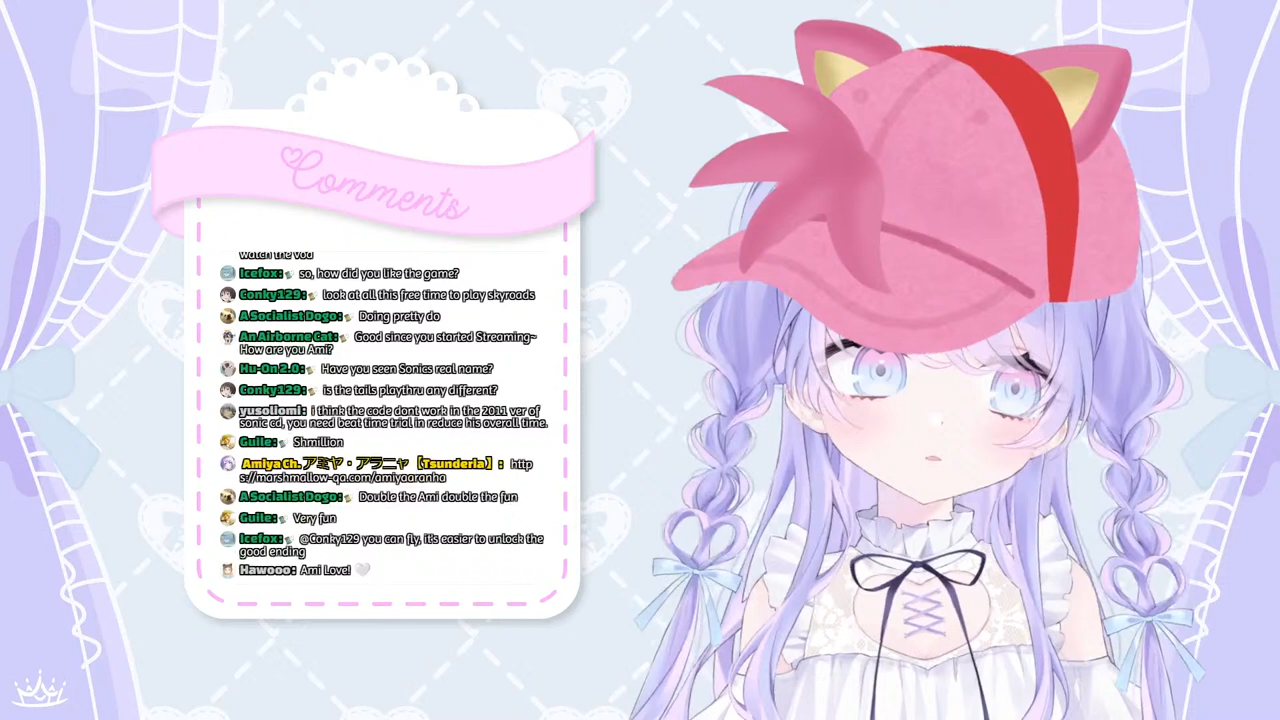 Comments
watch the vod
Icefox: so, how did you like the game?
Conky129: look at all this free time to play skyroads
A Socialist Dogo: Doing pretty do
An Airborne Cat: Good since you started Streaming~
How are you Ami?
Hu-On 2.0: Have you seen Sonics real name?
Conky129: is the tails playthru any different?
yusoliomi: i think the code dont work in the 2011 ver of
sonic cd, you need beat time trial in reduce his overall time.
Guile: Shmillion
AmiyaCh.アミヤ・アラニャ【Tsunderia】: http
s://marshmallow-qa.com/amiyaaranha
A Socialist Dogo: Double the Ami double the fun
Guile: Very fun
Icefox: @Conky129 you can fly, it's easier to unlock the
good ending
Hawooo: Ami Love! 🤍